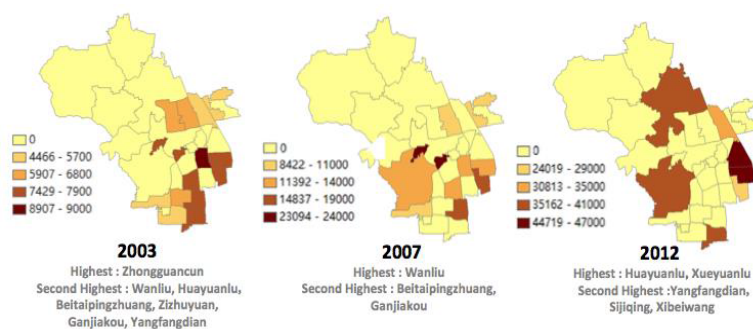 0
4466 - 5700
5907 - 6800
7429 - 7900
8907 - 9000
2003
Highest : Zhongguancun
Second Highest : Wanliu, Huayuanlu,
Beitaipingzhuang, Zizhuyuan,
Ganjiakou, Yangfangdian
0
8422 - 11000
11392 - 14000
14837 - 19000
23094 - 24000
2007
Highest : Wanliu
Second Highest : Beitaipingzhuang,
Ganjiakou
0
24019 - 29000
30813 - 35000
35162 - 41000
44719 - 47000
2012
Highest : Huayuanlu, Xueyuanlu
Second Highest :Yangfangdian,
Sijiqing, Xibeiwang